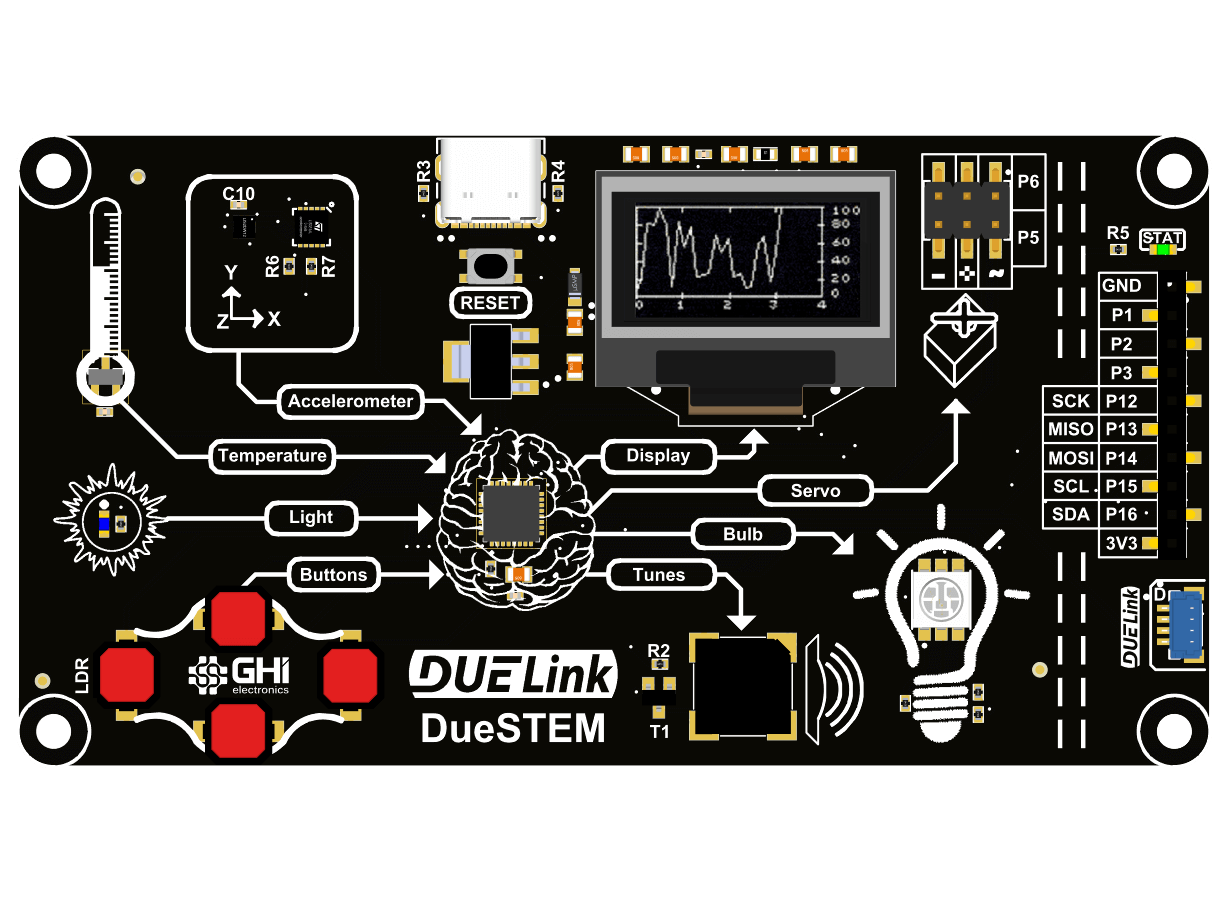 R3
R4
C10
R6
R7
Y
Z
X
RESET
100
80
60
40
20
0
0 1 2 3 4
P6
P5
R5
STAT
GND
P1
P2
P3
SCK P12
MISO P13
MOSI P14
SCL P15
SDA P16
3V3
Accelerometer
Temperature
Light
Buttons
Display
Servo
Bulb
Tunes
LDR
GHI
electronics
DUELink
DueSTEM
R2
T1
DUELink